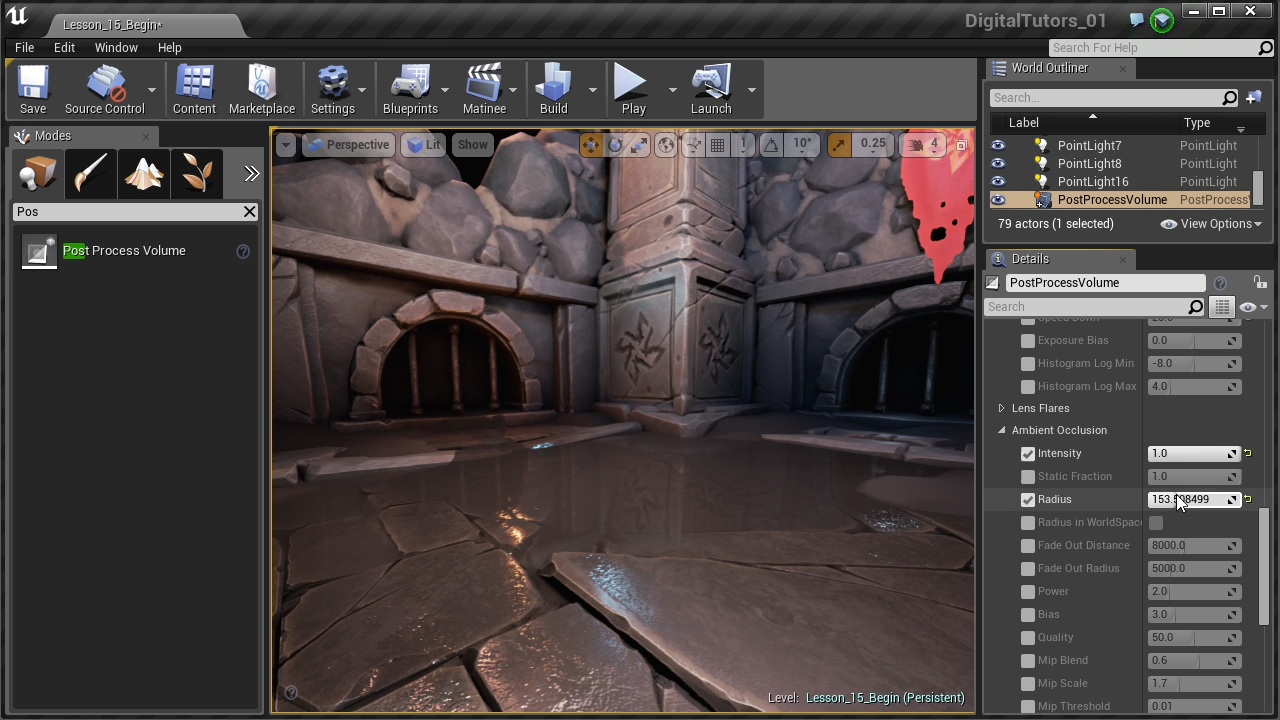 Lesson_15_Begin*
DigitalTutors_01
File Edit Window Help
Search For Help
Save Source Control Content Marketplace Settings Blueprints Matinee Build Play Launch
Modes
Pos
Post Process Volume
Perspective Lit Show 1 10° 0.25 4
Level: Lesson_15_Begin (Persistent)
World Outliner
Search...
Label Type
PointLight7 PointLight
PointLight8 PointLight
PointLight16 PointLight
PostProcessVolume PostProcessV
79 actors (1 selected) View Options
Details
PostProcessVolume
Search
Exposure Bias 0.0
Histogram Log Min -8.0
Histogram Log Max 4.0
Lens Flares
Ambient Occlusion
Intensity 1.0
Static Fraction 1.0
Radius
Radius in WorldSpac
Fade Out Distance 8000.0
Fade Out Radius 5000.0
Power 2.0
Bias 3.0
Quality 50.0
Mip Blend 0.6
Mip Scale 1.7
Mip Threshold 0.01